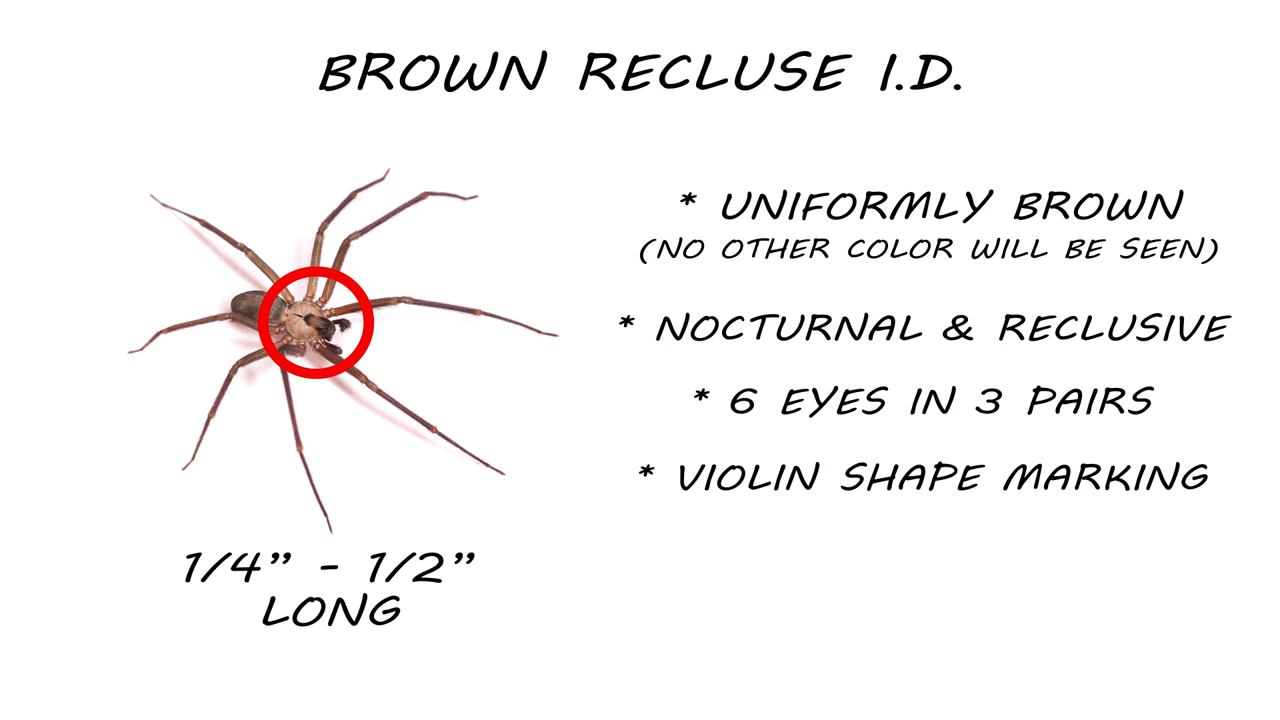 BROWN RECLUSE I.D.
* UNIFORMLY BROWN
(NO OTHER COLOR WILL BE SEEN)
* NOCTURNAL & RECLUSIVE
* 6 EYES IN 3 PAIRS
* VIOLIN SHAPE MARKING
1/4” - 1/2”
LONG